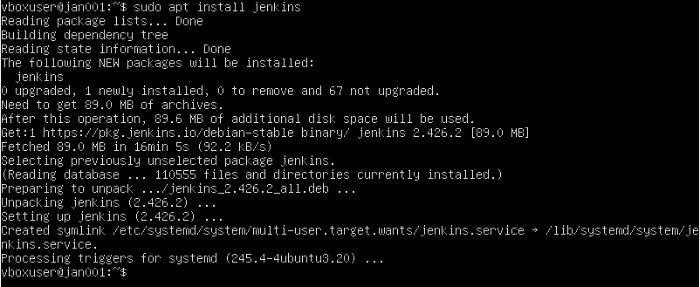 vboxuser@jan001:~$ sudo apt install jenkins
Reading package lists... Done
Building dependency tree
Reading state information... Done
The following NEW packages will be installed:
  jenkins
0 upgraded, 1 newly installed, 0 to remove and 67 not upgraded.
Need to get 89.0 MB of archives.
After this operation, 89.6 MB of additional disk space will be used.
Get:1 https://pkg.jenkins.io/debian-stable binary/ jenkins 2.426.2 [89.0 MB]
Fetched 89.0 MB in 16min 5s (92.2 kB/s)
Selecting previously unselected package jenkins.
(Reading database ... 110555 files and directories currently installed.)
Preparing to unpack .../jenkins_2.426.2_all.deb ...
Unpacking jenkins (2.426.2) ...
Setting up jenkins (2.426.2) ...
Created symlink /etc/systemd/system/multi-user.target.wants/jenkins.service → /lib/systemd/system/je
nkins.service.
Processing triggers for systemd (245.4-4ubuntu3.20) ...
vboxuser@jan001:~$